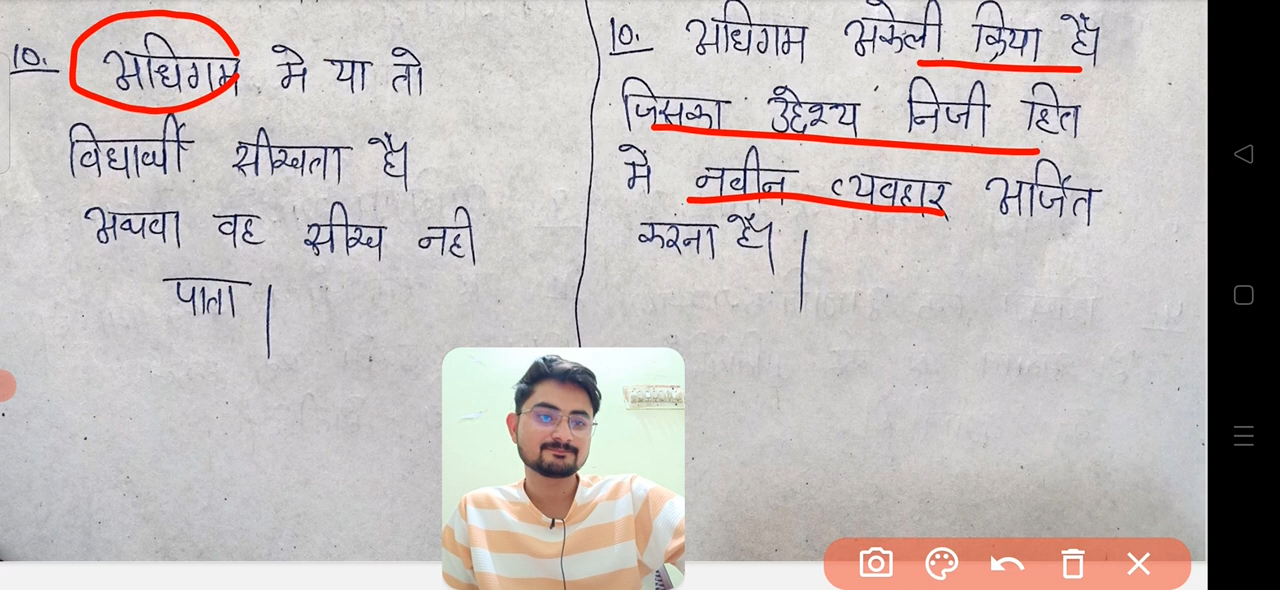 10. अधिगम मे या तो
विद्यार्थी सीखता है
अथवा वह सीख नही
पाता |
10. अधिगम अकेली क्रिया है
जिसका उद्देश्य निजी हित
मे नवीन व्यवहार अर्जित
करना है |